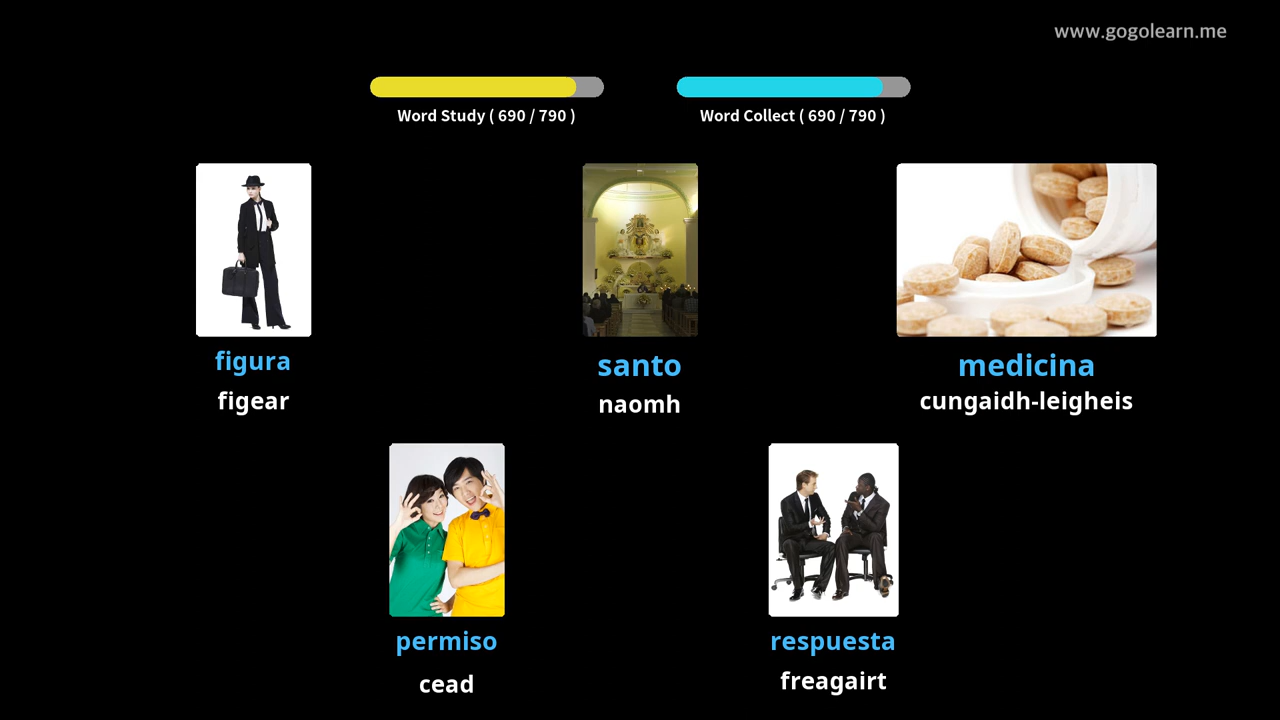 www.gogolearn.me
Word Study ( 690 / 790 )
Word Collect ( 690 / 790 )
figura
figear
santo
naomh
medicina
cungaidh-leigheis
permiso
cead
respuesta
freagairt